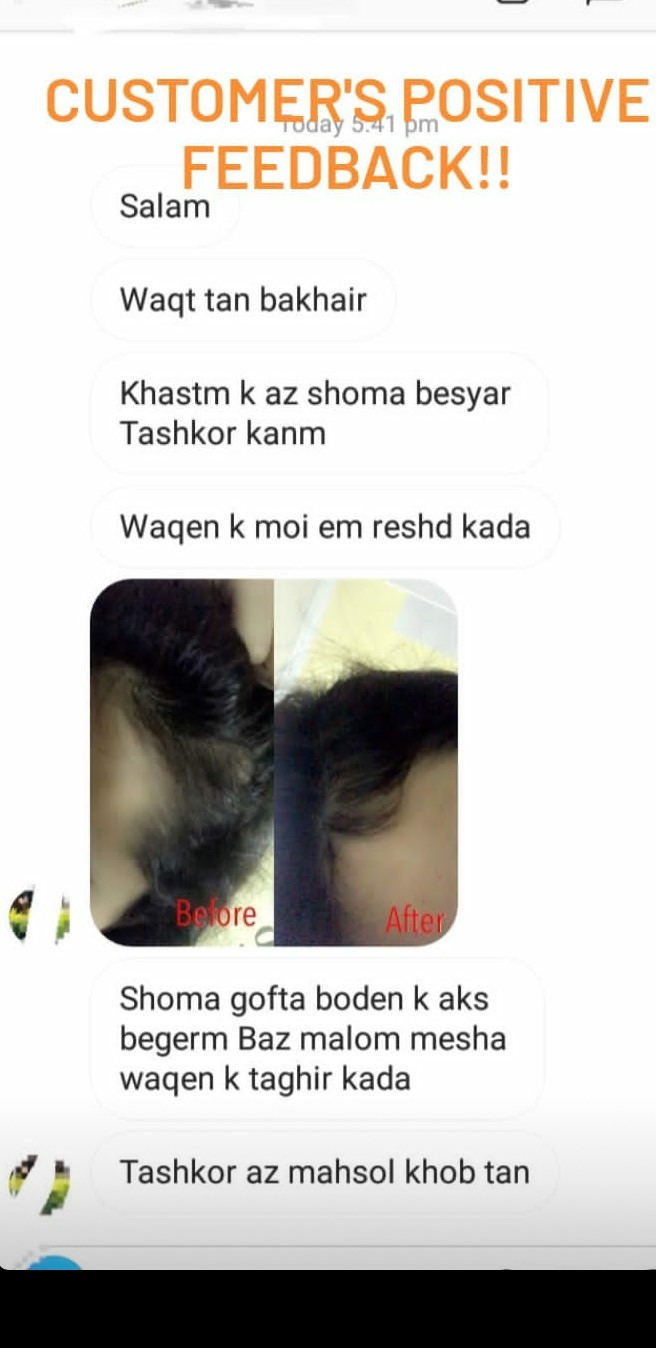 CUSTOMER'S POSITIVE
FEEDBACK!!
Today 5:41 pm
Salam
Waqt tan bakhair
Khastm k az shoma besyar
Tashkor kanm
Waqen k moi em reshd kada
Before
After
Shoma gofta boden k aks
begerm Baz malom mesha
waqen k taghir kada
Tashkor az mahsol khob tan